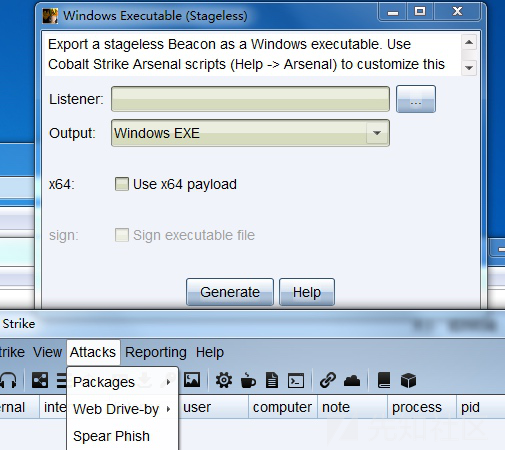 Windows Executable (Stageless)
Export a stageless Beacon as a Windows executable. Use
Cobalt Strike Arsenal scripts (Help -> Arsenal) to customize this
Listener:
...
Output: Windows EXE
x64: Use x64 payload
sign: Sign executable file
Generate Help
Strike
trike View Attacks Reporting Help
Packages
ernal inte user computer note process pid
Web Drive-by
Spear Phish